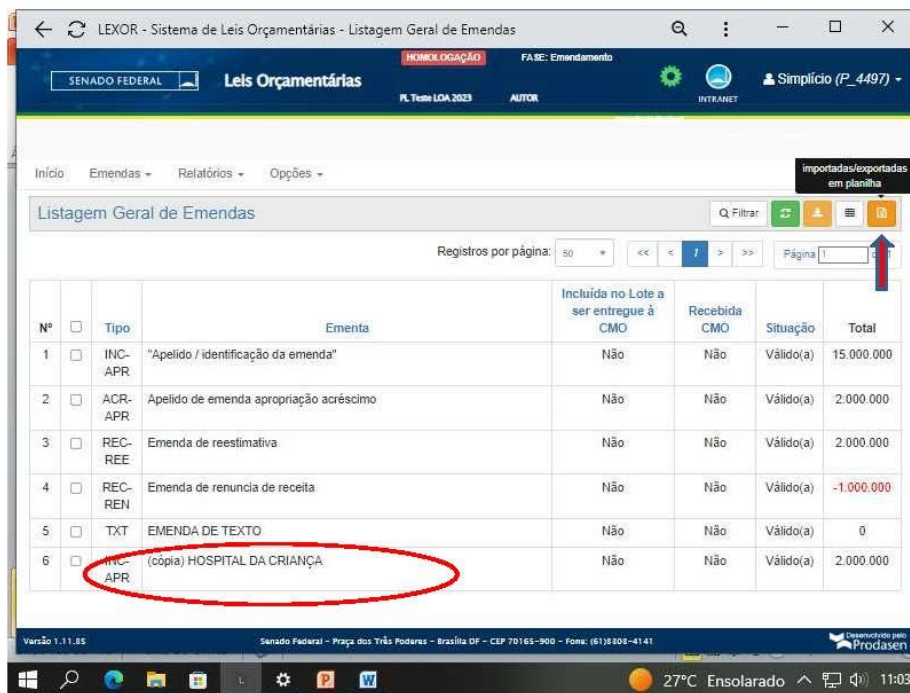 LEXOR - Sistema de Leis Orçamentárias - Listagem Geral de Emendas
HOMOLOGAÇÃO FASE: Emendamento
SENADO FEDERAL Leis Orçamentárias Simplício (P_4497)
PL Teste LOA 2023 AUTOR INTRANET
Início Emendas Relatórios Opções
importadas/exportadas
em planilha
Listagem Geral de Emendas Filtrar
Registros por página: 50 << < 1 > >> Página 1
Nº Tipo Ementa Incluída no Lote a ser entregue à CMO Recebida CMO Situação Total
1 INC-APR "Apelido / identificação da emenda" Não Não Válido(a) 15.000.000
2 ACR-APR Apelido de emenda apropriação acréscimo Não Não Válido(a) 2.000.000
3 REC-REE Emenda de reestimativa Não Não Válido(a) 2.000.000
4 REC-REN Emenda de renuncia de receita Não Não Válido(a) -1.000.000
5 TXT EMENDA DE TEXTO Não Não Válido(a) 0
6 INC-APR (cópia) HOSPITAL DA CRIANÇA Não Não Válido(a) 2.000.000
Versão 1.11.85 Senado Federal - Praça dos Três Poderes - Brasília DF - CEP 70165-900 - Fone: (61)3303-4141 Desenvolvido pelo
Prodasen
27°C Ensolarado 11:03